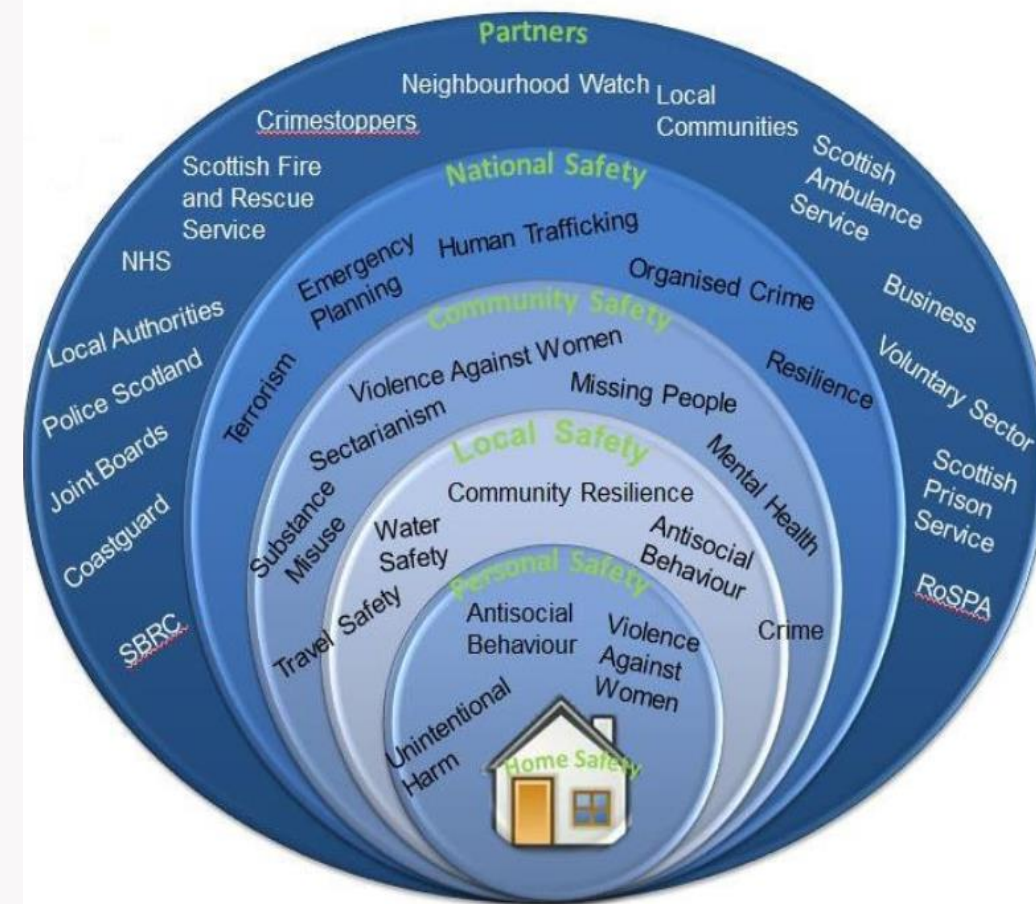 Partners
Neighbourhood Watch
Local
Communities
Crimestoppers
Scottish
Ambulance
Service
Scottish Fire
and Rescue
Service
NHS
Business
Local Authorities
Voluntary Sector
Police Scotland
Joint Boards
Scottish
Prison
Service
Coastguard
RoSPA
SBRC
National Safety
Human Trafficking
Emergency
Planning
Organised Crime
Terrorism
Resilience
Community Safety
Violence Against Women
Missing People
Sectarianism
Mental Health
Substance
Misuse
Travel Safety
Crime
Local Safety
Community Resilience
Water
Safety
Antisocial
Behaviour
Personal Safety
Antisocial
Behaviour
Violence
Against
Women
Unintentional
Harm
Home Safety